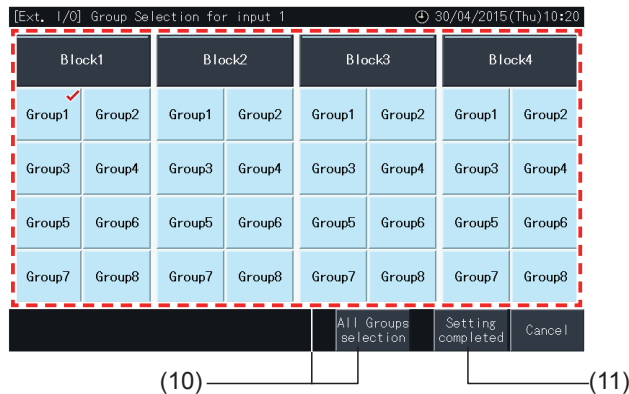 [Ext. I/O] Group Selection for input 1 30/04/2015(Thu)10:20
Block1 Block2 Block3 Block4
Group1 Group2 Group1 Group2 Group1 Group2 Group1 Group2
Group3 Group4 Group3 Group4 Group3 Group4 Group3 Group4
Group5 Group6 Group5 Group6 Group5 Group6 Group5 Group6
Group7 Group8 Group7 Group8 Group7 Group8 Group7 Group8
All Groups
selection
Setting
completed
Cancel
(10) (11)